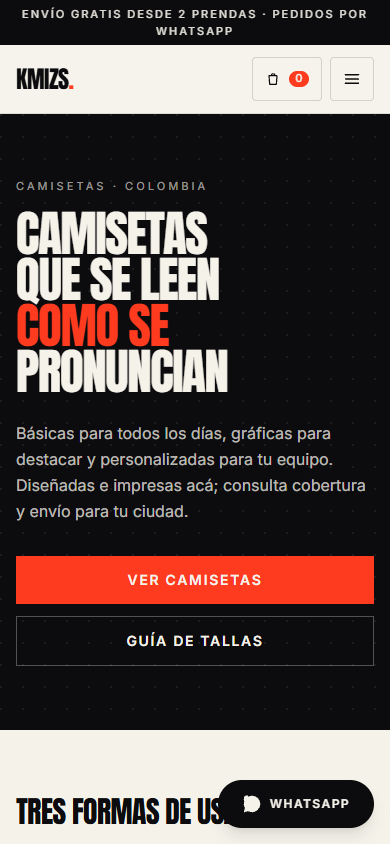 ENVÍO GRATIS DESDE 2 PRENDAS · PEDIDOS POR
WHATSAPP
KMIZS.
0
CAMISETAS · COLOMBIA
CAMISETAS
QUE SE LEEN
COMO SE
PRONUNCIAN
Básicas para todos los días, gráficas para
destacar y personalizadas para tu equipo.
Diseñadas e impresas acá; consulta cobertura
y envío para tu ciudad.
VER CAMISETAS
GUÍA DE TALLAS
TRES FORMAS DE
WHATSAPP